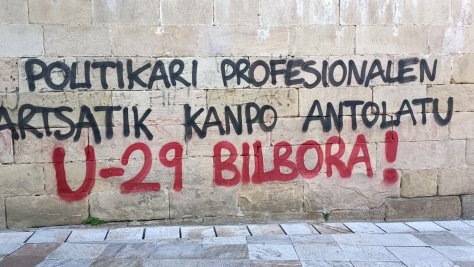 POLITIKARI PROFESIONALEN
ARTSATIK KANPO ANTOLATU
U-29 BILBORA!